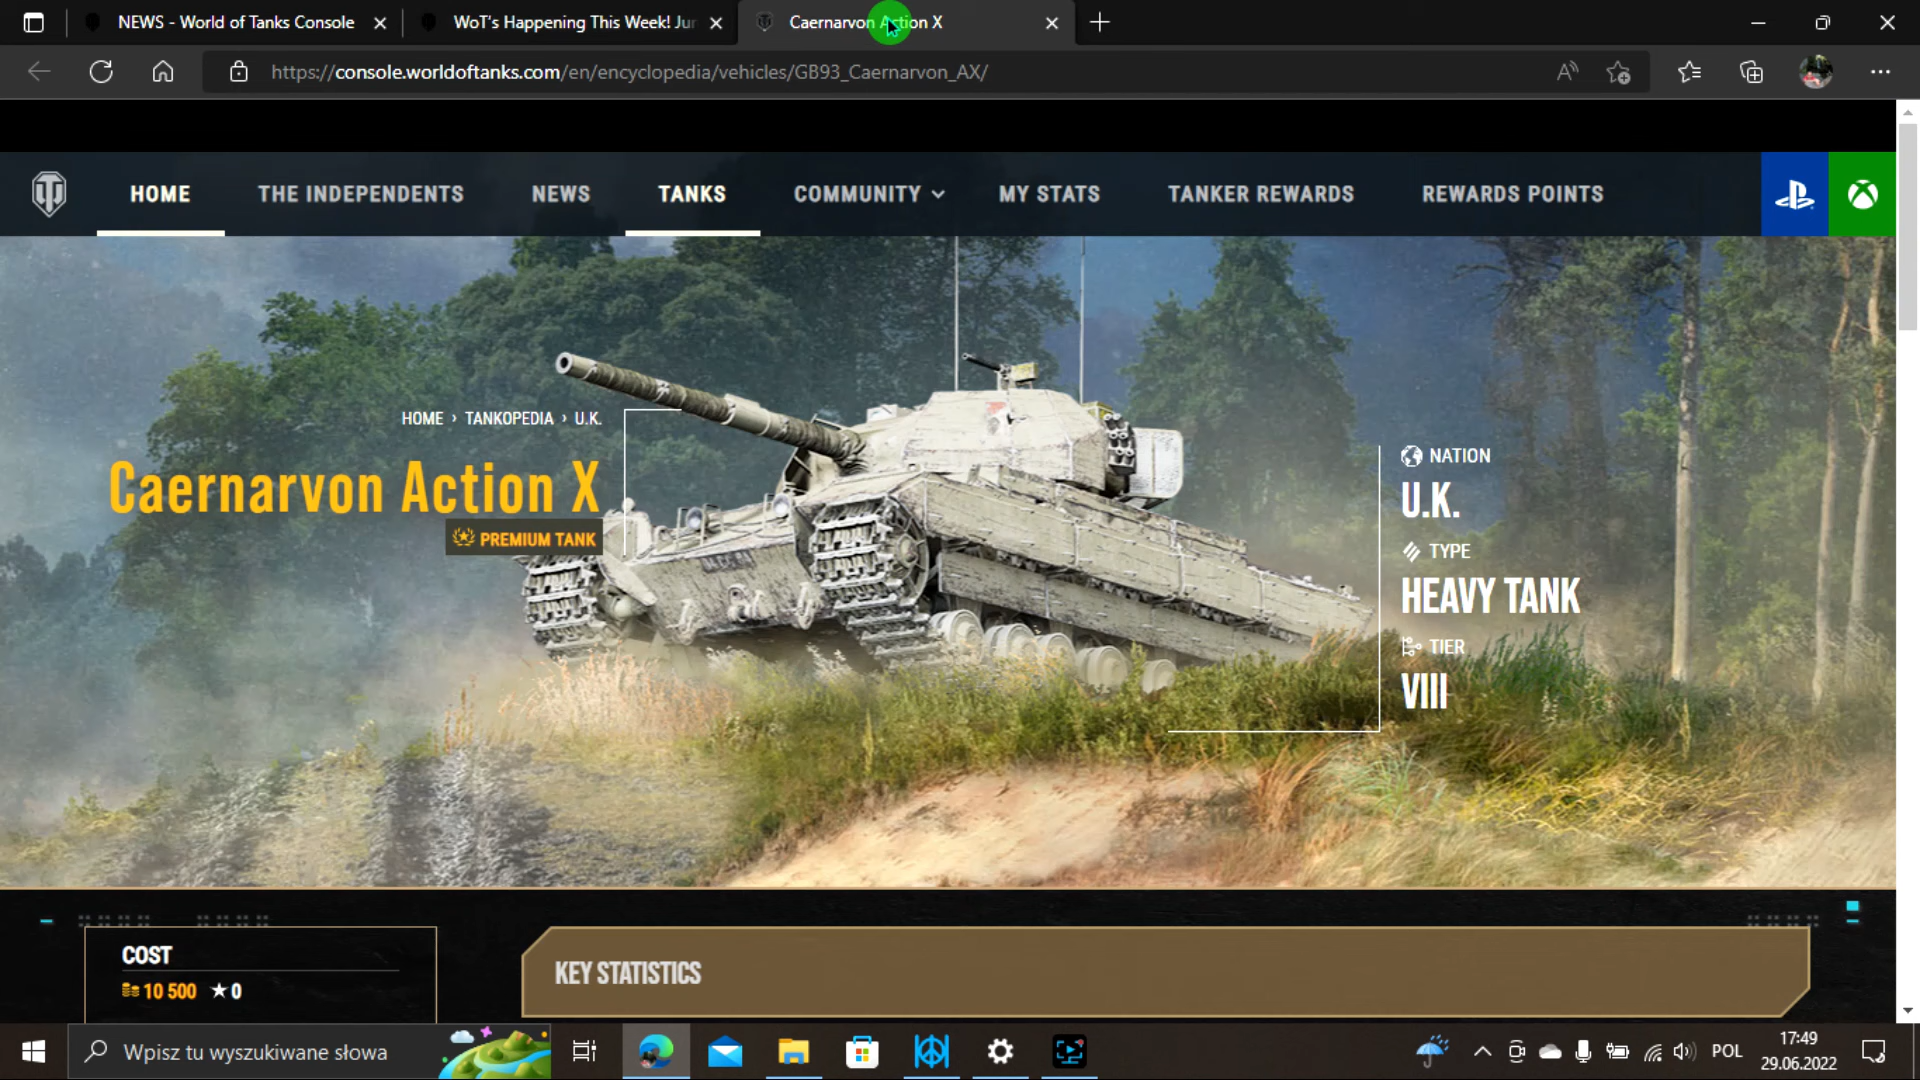 NEWS - World of Tanks Console
WoT's Happening This Week! Jun
Caernarvon Action X
https://console.worldoftanks.com/en/encyclopedia/vehicles/GB93_Caernarvon_AX/
HOME
THE INDEPENDENTS
NEWS
TANKS
COMMUNITY
MY STATS
TANKER REWARDS
REWARDS POINTS
HOME › TANKOPEDIA › U.K.
Caernarvon Action X
PREMIUM TANK
NATION
U.K.
TYPE
HEAVY TANK
TIER
VIII
COST
10 500 ★ 0
KEY STATISTICS
Wpisz tu wyszukiwane słowa
POL
17:49
29.06.2022